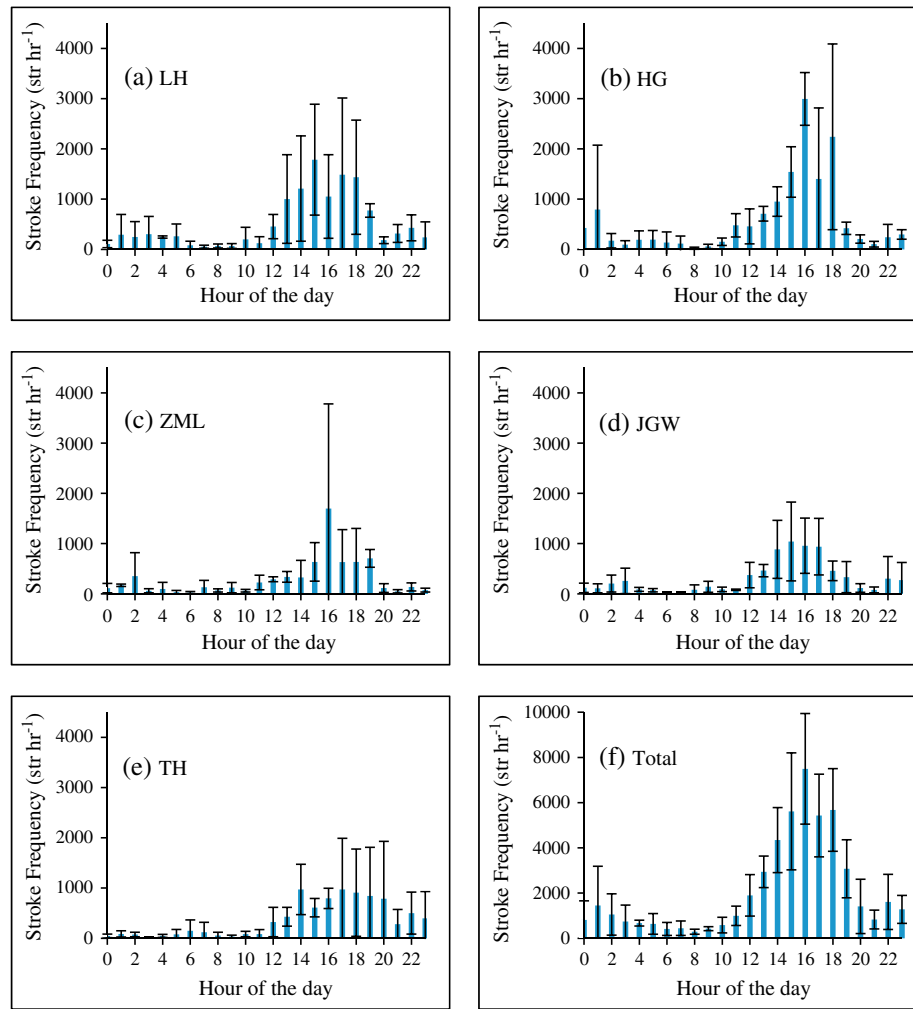 Stroke Frequency (str hr⁻¹)
4000
3000
2000
1000
0
(a) LH
0 2 4 6 8 10 12 14 16 18 20 22
Hour of the day
Stroke Frequency (str hr⁻¹)
4000
3000
2000
1000
0
(b) HG
0 2 4 6 8 10 12 14 16 18 20 22
Hour of the day
Stroke Frequency (str hr⁻¹)
4000
3000
2000
1000
0
(c) ZML
0 2 4 6 8 10 12 14 16 18 20 22
Hour of the day
Stroke Frequency (str hr⁻¹)
4000
3000
2000
1000
0
(d) JGW
0 2 4 6 8 10 12 14 16 18 20 22
Hour of the day
Stroke Frequency (str hr⁻¹)
4000
3000
2000
1000
0
(e) TH
0 2 4 6 8 10 12 14 16 18 20 22
Hour of the day
Stroke Frequency (str hr⁻¹)
10000
8000
6000
4000
2000
0
(f) Total
0 2 4 6 8 10 12 14 16 18 20 22
Hour of the day